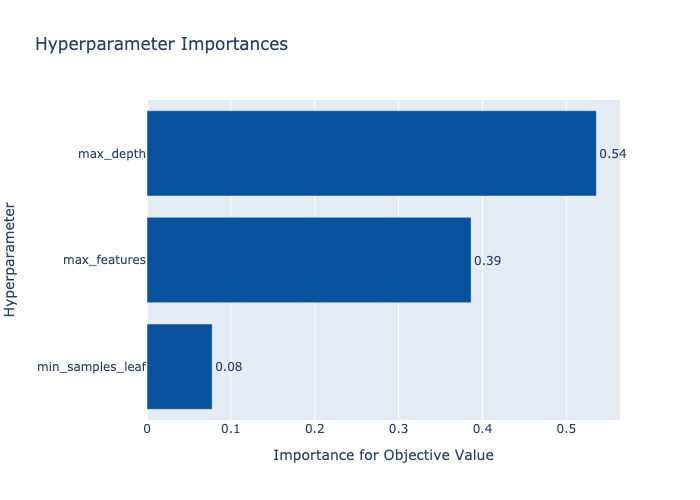 Hyperparameter Importances
Hyperparameter
max_depth
0.54
max_features
0.39
min_samples_leaf
0.08
0 0.1 0.2 0.3 0.4 0.5
Importance for Objective Value